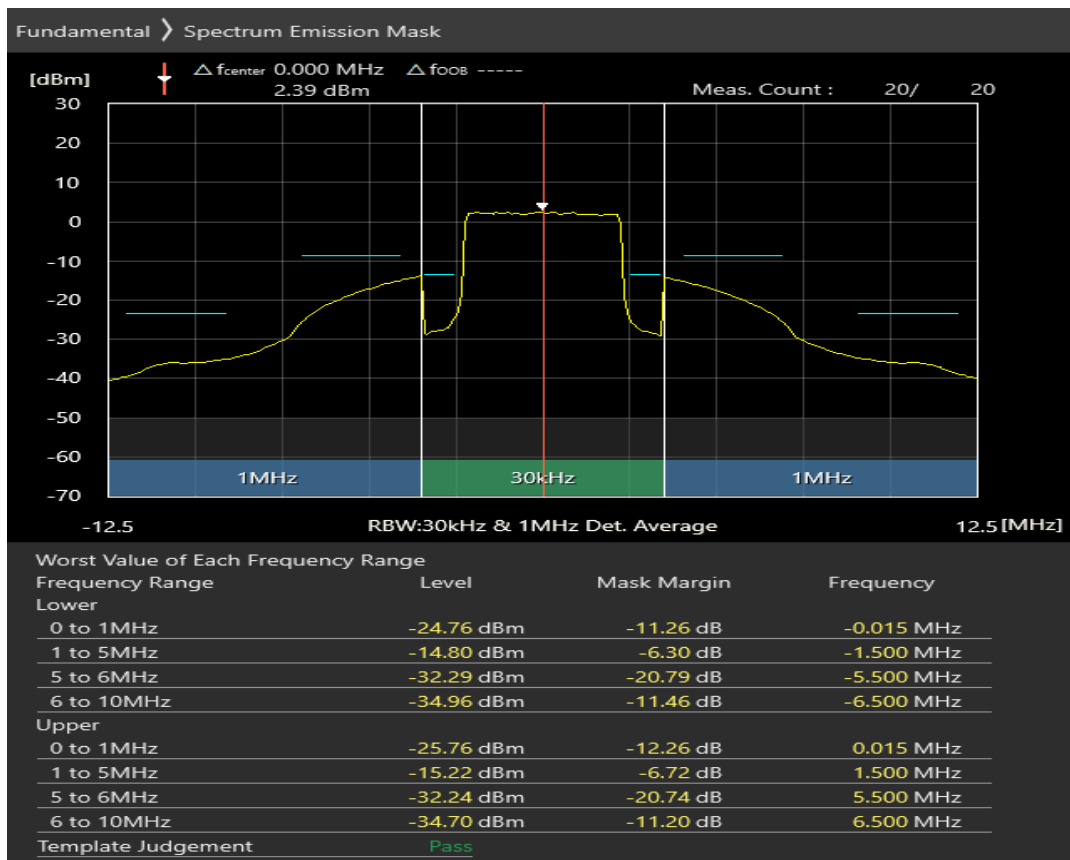 Fundamental ❯ Spectrum Emission Mask
[dBm] △ fcenter 0.000 MHz △ fOOB -----
2.39 dBm Meas. Count : 20/ 20
30
20
10
0
-10
-20
-30
-40
-50
-60
1MHz 30kHz 1MHz
-70
-12.5 RBW:30kHz & 1MHz Det. Average 12.5 [MHz]
Worst Value of Each Frequency Range
Frequency Range Level Mask Margin Frequency
Lower
0 to 1MHz -24.76 dBm -11.26 dB -0.015 MHz
1 to 5MHz -14.80 dBm -6.30 dB -1.500 MHz
5 to 6MHz -32.29 dBm -20.79 dB -5.500 MHz
6 to 10MHz -34.96 dBm -11.46 dB -6.500 MHz
Upper
0 to 1MHz -25.76 dBm -12.26 dB 0.015 MHz
1 to 5MHz -15.22 dBm -6.72 dB 1.500 MHz
5 to 6MHz -32.24 dBm -20.74 dB 5.500 MHz
6 to 10MHz -34.70 dBm -11.20 dB 6.500 MHz
Template Judgement Pass